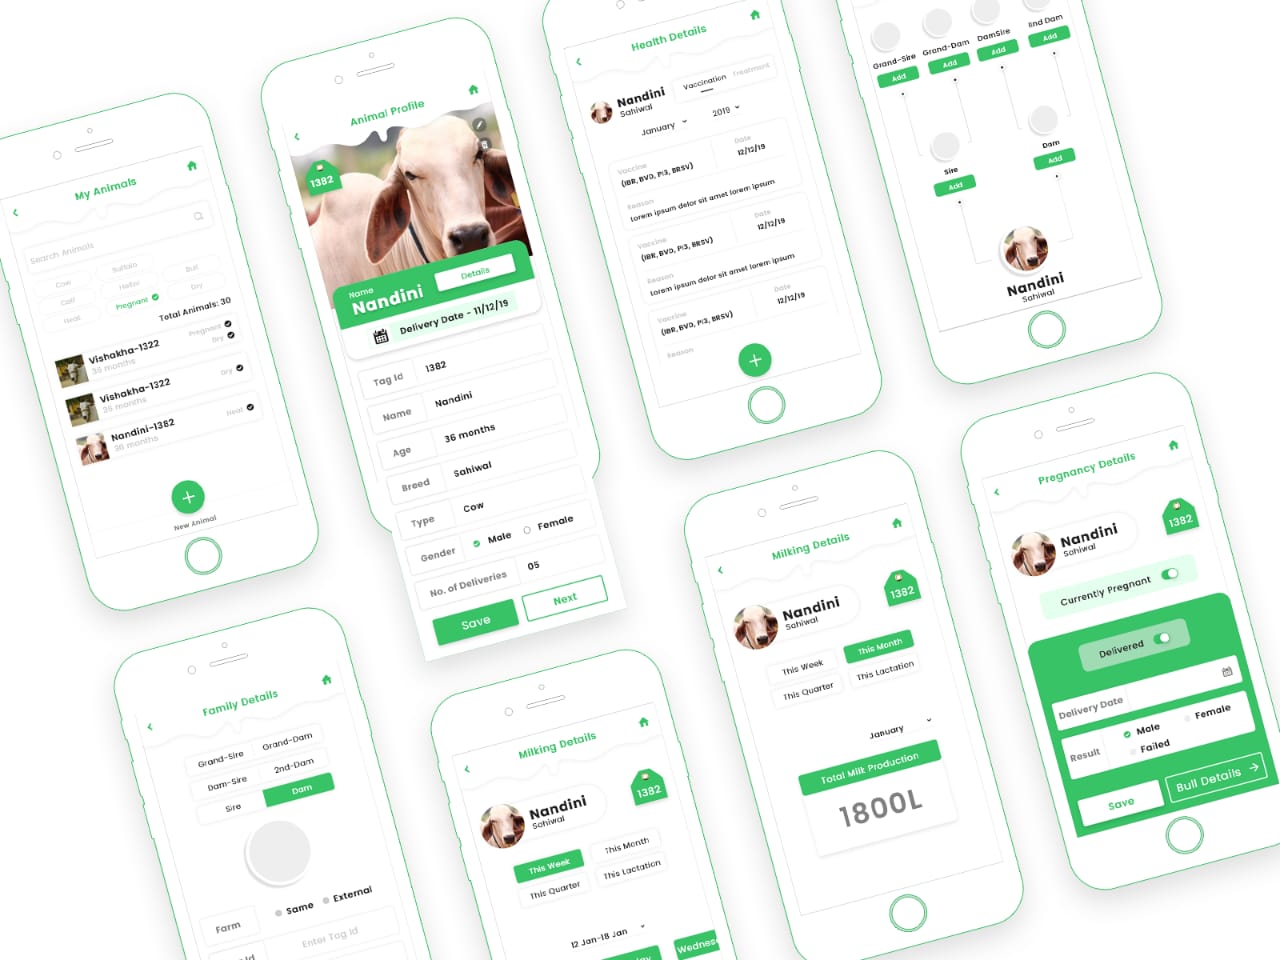 My Animals
Search Animals
Cow
Buffalo
Bull
Calf
Heifer
Dry
Heat
Pregnant
Total Animals: 30
Vishakha-1322
36 months
Pregnant
Dry
Vishakha-1322
36 months
Dry
Nandini-1382
36 months
Heat
New Animal
Animal Profile
1382
Name
Nandini
Details
Delivery Date - 11/12/19
Tag Id
1382
Name
Nandini
Age
36 months
Breed
Sahiwal
Type
Cow
Gender
Male
Female
No. of Deliveries
05
Save
Next
Health Details
Nandini
Sahiwal
Vaccination
Treatment
January
2019
Vaccine
(IBR, BVD, PI3, BRSV)
Date
12/12/19
Reason
lorem ipsum delor sit amet lorem ipsum
Vaccine
(IBR, BVD, PI3, BRSV)
Date
12/12/19
Reason
lorem ipsum delor sit amet lorem ipsum
Vaccine
(IBR, BVD, PI3, BRSV)
Date
12/12/19
Reason
Grand-Sire
Add
Grand-Dam
Add
DamSire
Add
IInd Dam
Add
Sire
Add
Dam
Add
Nandini
Sahiwal
Family Details
Grand-Sire
Grand-Dam
Dam-Sire
2nd-Dam
Sire
Dam
Farm
Same
External
Enter Tag Id
Milking Details
Nandini
Sahiwal
1382
This Week
This Month
This Quarter
This Lactation
12 Jan-18 Jan
Milking Details
Nandini
Sahiwal
1382
This Week
This Month
This Quarter
This Lactation
January
Total Milk Production
1800L
Pregnancy Details
Nandini
Sahiwal
1382
Currently Pregnant
Delivered
Delivery Date
Result
Male
Female
Failed
Save
Bull Details